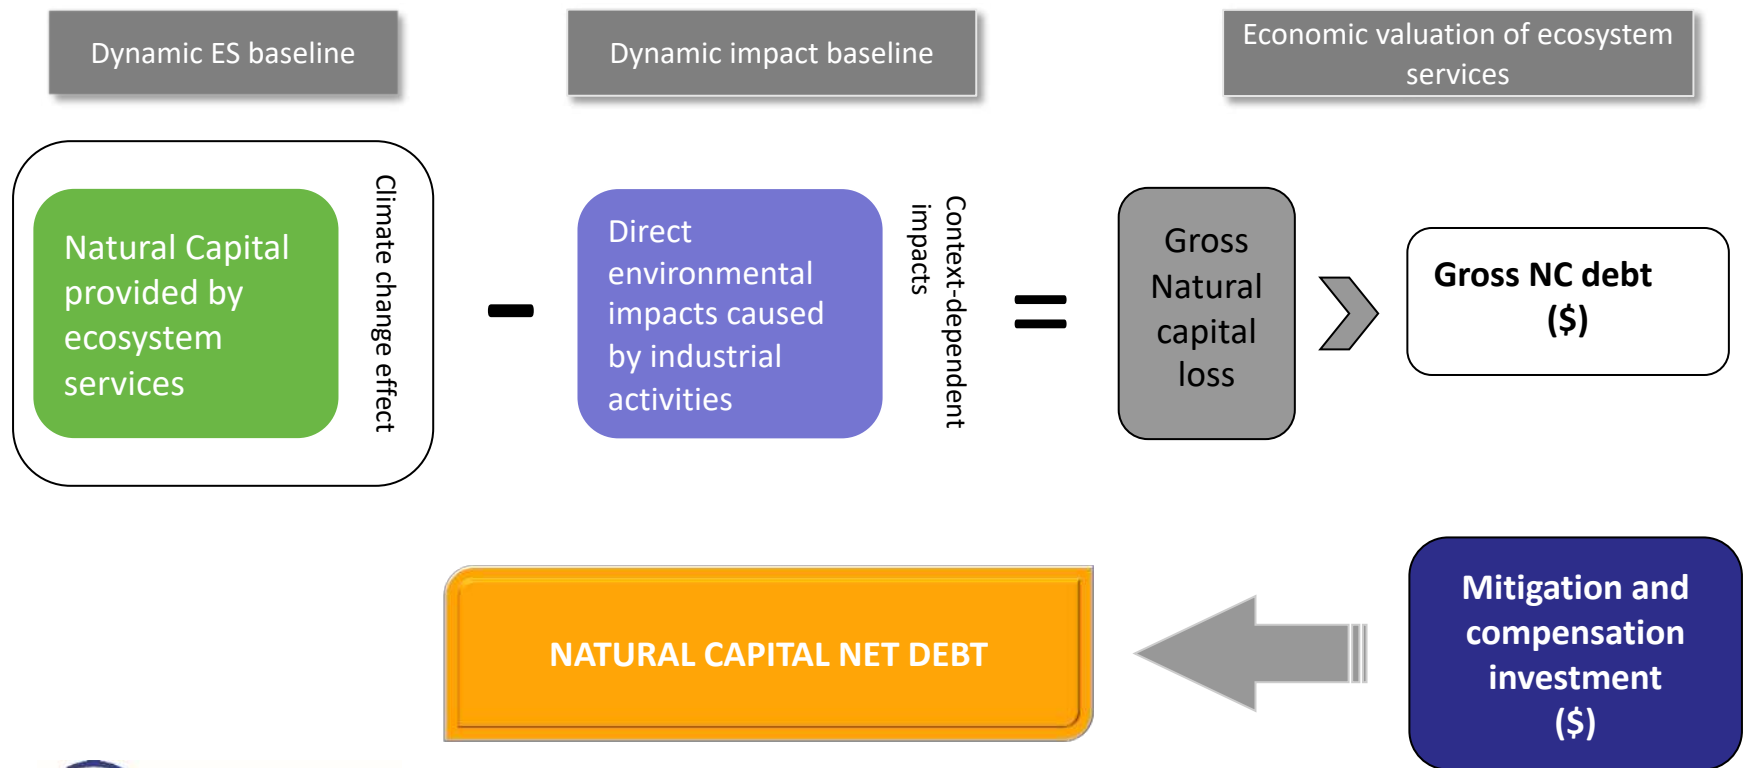 Dynamic ES baseline
Dynamic impact baseline
Economic valuation of ecosystem
services
Natural Capital
provided by
ecosystem
services
Climate change effect
-
Direct
environmental
impacts caused
by industrial
activities
Context-dependent
impacts
=
Gross
Natural
capital
loss
Gross NC debt
($)
NATURAL CAPITAL NET DEBT
Mitigation and
compensation
investment
($)